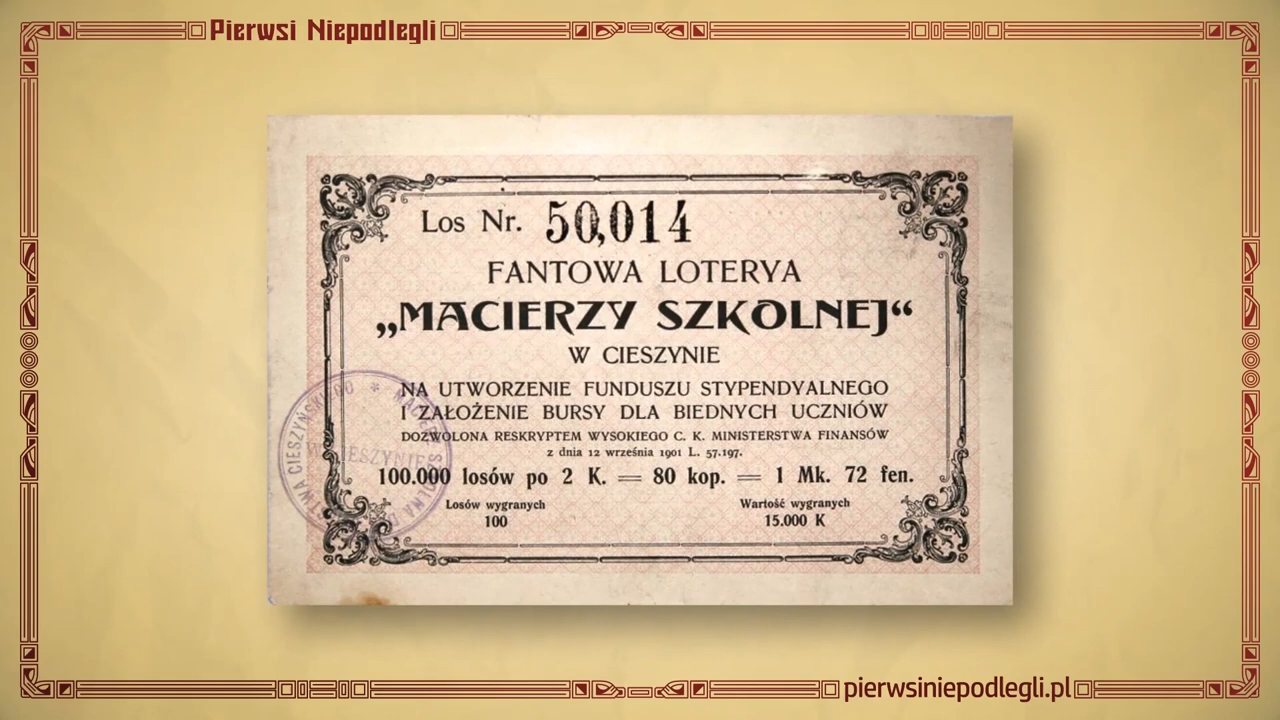 Pierwsi Niepodlegli
Los Nr. 50,014
FANTOWA LOTERYA
„MACIERZY SZKOLNEJ“
W CIESZYNIE
NA UTWORZENIE FUNDUSZU STYPENDYALNEGO
I ZAŁOŻENIE BURSY DLA BIEDNYCH UCZNIÓW
DOZWOLONA RESKRYPTEM WYSOKIEGO C. K. MINISTERSTWA FINANSÓW
z dnia 12 września 1901 L. 57.197.
100.000 losów po 2 K. = 80 kop. = 1 Mk. 72 fen.
Losów wygranych
100
Wartość wygranych
15.000 K
W CIESZYNIE
pierwsiniepodlegli.pl